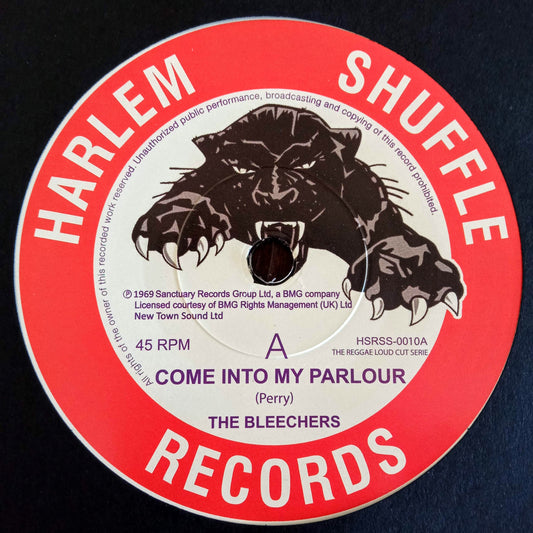 HARLEM SHUFFLE
All rights of the owner of this recorded work reserved. Unauthorized public performance, broadcasting and copying of this record prohibited.
℗ 1969 Sanctuary Records Group Ltd, a BMG company
Licensed courtesy of BMG Rights Management (UK) Ltd
New Town Sound Ltd
45 RPM
A
HSRSS-0010A
THE REGGAE LOUD CUT SERIE
COME INTO MY PARLOUR
(Perry)
THE BLEECHERS
RECORDS